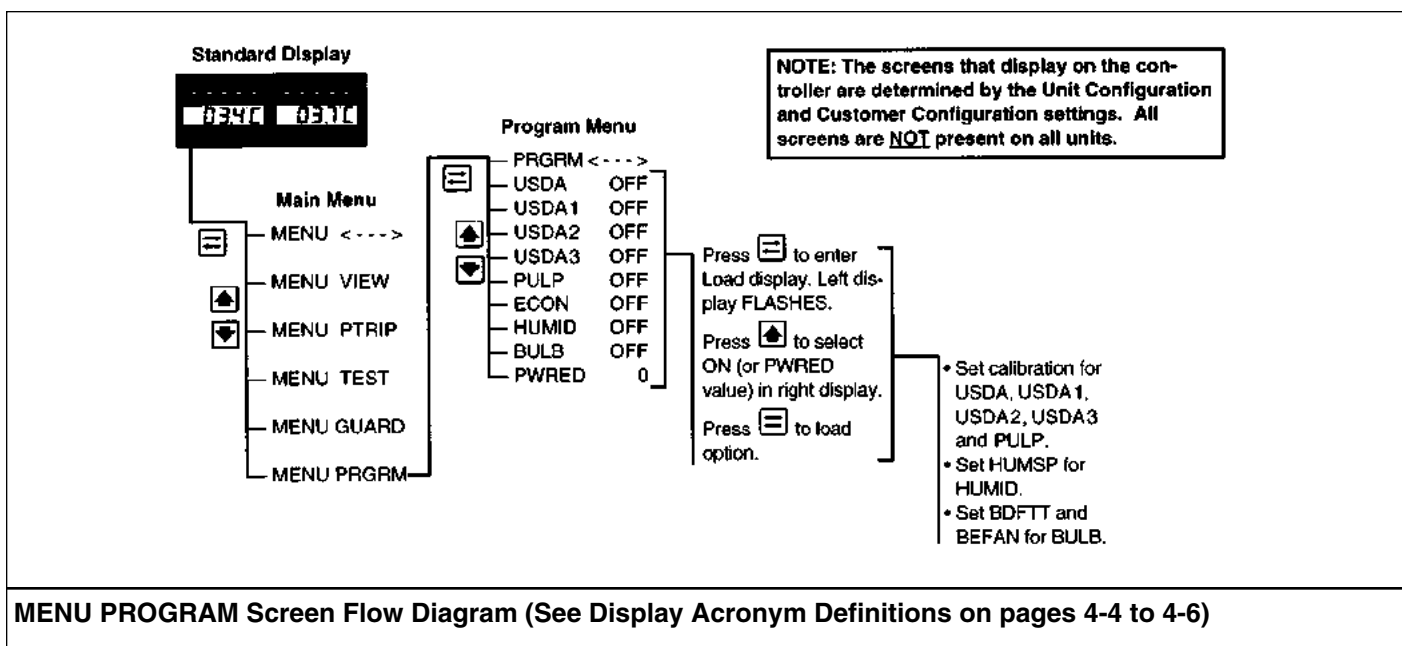 Standard Display
- - - - - - - - - -
03.4C 03.7C
Main Menu
MENU <--->
MENU VIEW
MENU PTRIP
MENU TEST
MENU GUARD
MENU PRGRM
Program Menu
PRGRM <--->
USDA OFF
USDA1 OFF
USDA2 OFF
USDA3 OFF
PULP OFF
ECON OFF
HUMID OFF
BULB OFF
PWRED 0
Press to enter
Load display. Left dis-
play FLASHES.
Press to select
ON (or PWRED
value) in right display.
Press to load
option.
• Set calibration for
USDA, USDA1,
USDA2, USDA3
and PULP.
• Set HUMSP for
HUMID.
• Set BDFTT and
BEFAN for BULB.
NOTE: The screens that display on the con-
troller are determined by the Unit Configuration
and Customer Configuration settings. All
screens are NOT present on all units.
MENU PROGRAM Screen Flow Diagram (See Display Acronym Definitions on pages 4-4 to 4-6)